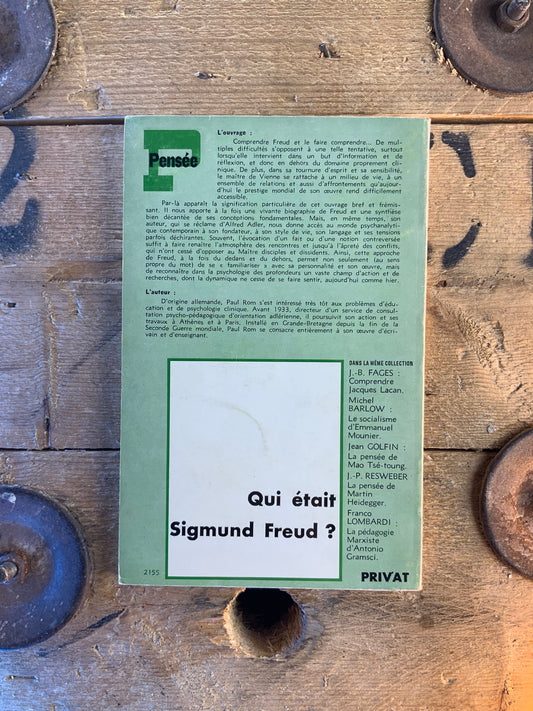 Pensée
L'ouvrage :
Comprendre Freud et le faire comprendre... De mul-
tiples difficultés s'opposent à une telle tentative, surtout
lorsqu'elle intervient dans un but d'information et de
réflexion, et donc en dehors du domaine proprement clini-
que. De plus, dans sa tournure d'esprit et sa sensibilité,
le maître de Vienne se rattache à un milieu de vie, à un
ensemble de relations et aussi d'affrontements qu'aujour-
d'hui le prestige mondial de son œuvre rend difficilement
accessible.
Par-là apparaît la signification particulière de cet ouvrage bref et frémis-
sant. Il nous apporte à la fois une vivante biographie de Freud et une synthèse
bien décantée de ses conceptions fondamentales. Mais, en même temps, son
auteur, qui se réclame d'Alfred Adler, nous donne accès au monde psychanalyti-
que contemporain à son fondateur, à son style de vie, son langage et ses tensions
parfois déchirantes. Souvent, l'évocation d'un fait ou d'une notion controversée
suffit à faire renaître l'atmosphère des rencontres et jusqu'à l'âpreté des conflits,
qui n'ont cessé d'opposer au Maître disciples et dissidents. Ainsi, cette approche
de Freud, à la fois du dedans et du dehors, permet non seulement (au sens
propre du mot) de se « familiariser » avec sa personnalité et son œuvre, mais
de reconnaître dans la psychologie des profondeurs un vaste champ d'action et de
recherches, dont la dynamique ne cesse de se faire sentir, aujourd'hui comme hier.
L'auteur :
D'origine allemande, Paul Rom s'est intéressé très tôt aux problèmes d'édu-
cation et de psychologie clinique. Avant 1933, directeur d'un service de consul-
tation psycho-pédagogique d'orientation adlérienne, il poursuivit son action et ses
travaux à Athènes et à Paris. Installé en Grande-Bretagne depuis la fin de la
Seconde Guerre mondiale, Paul Rom se consacre entièrement à son œuvre d'écri-
vain et d'enseignant.
Qui était
Sigmund Freud ?
DANS LA MÊME COLLECTION
J.-B. FAGES :
Comprendre
Jacques Lacan.
Michel
BARLOW :
Le socialisme
d'Emmanuel
Mounier.
Jean GOLFIN :
La pensée de
Mao Tsé-toung.
J.-P. RESWEBER
La pensée de
Martin
Heidegger.
Franco
LOMBARDI :
La pédagogie
Marxiste
d'Antonio
Gramsci.
2155
PRIVAT